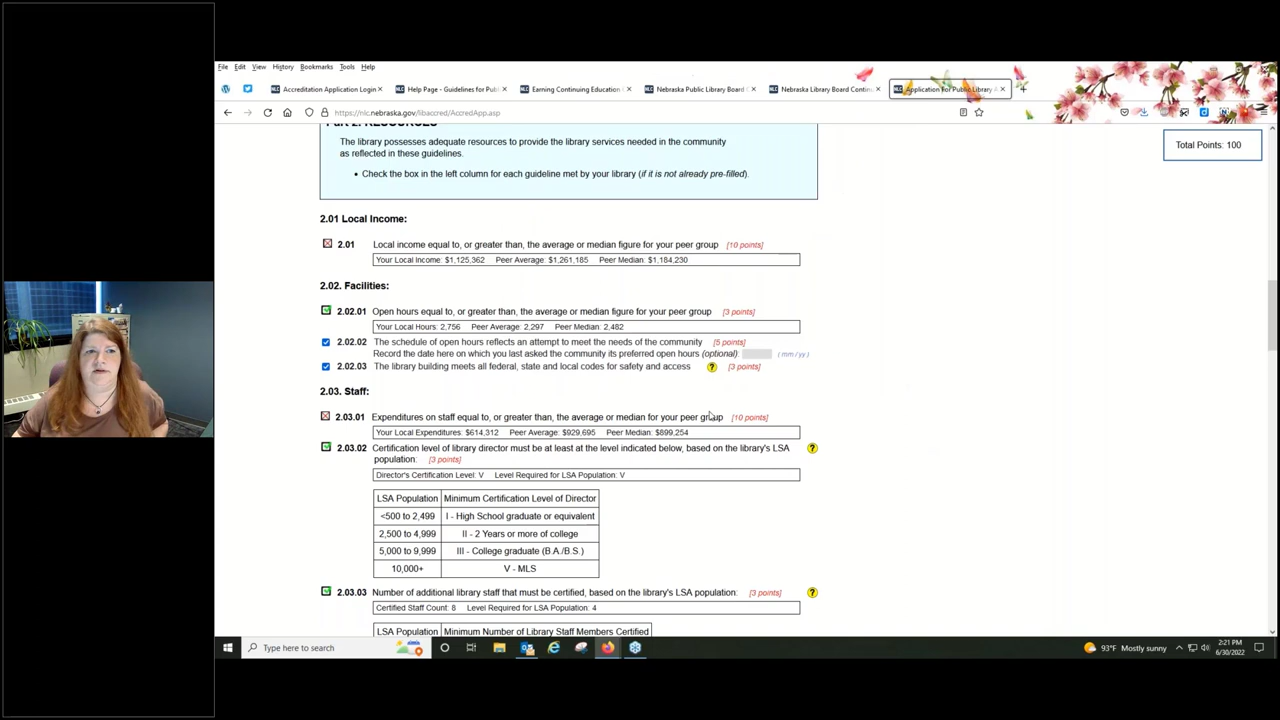 File Edit View History Bookmarks Tools Help
Accreditation Application Login
Help Page - Guidelines for Publ
Earning Continuing Education
Nebraska Public Library Board
Nebraska Library Board Contin
Application For Public Library A
https://nlc.nebraska.gov/libaccred/AccredApp.asp
Part 2: RESOURCES
The library possesses adequate resources to provide the library services needed in the community
as reflected in these guidelines.
• Check the box in the left column for each guideline met by your library (if it is not already pre-filled).
Total Points: 100
2.01 Local Income:
2.01 Local income equal to, or greater than, the average or median figure for your peer group [10 points]
Your Local Income: $1,125,362 Peer Average: $1,261,185 Peer Median: $1,184,230
2.02. Facilities:
2.02.01 Open hours equal to, or greater than, the average or median figure for your peer group [3 points]
Your Local Hours: 2,756 Peer Average: 2,297 Peer Median: 2,482
2.02.02 The schedule of open hours reflects an attempt to meet the needs of the community [5 points]
Record the date here on which you last asked the community its preferred open hours (optional): (mm/yy)
2.02.03 The library building meets all federal, state and local codes for safety and access ? [3 points]
2.03. Staff:
2.03.01 Expenditures on staff equal to, or greater than, the average or median for your peer group [10 points]
Your Local Expenditures: $614,312 Peer Average: $929,695 Peer Median: $899,254
2.03.02 Certification level of library director must be at least at the level indicated below, based on the library's LSA ?
population: [3 points]
Director's Certification Level: V Level Required for LSA Population: V
LSA Population Minimum Certification Level of Director
<500 to 2,499 I - High School graduate or equivalent
2,500 to 4,999 II - 2 Years or more of college
5,000 to 9,999 III - College graduate (B.A./B.S.)
10,000+ V - MLS
2.03.03 Number of additional library staff that must be certified, based on the library's LSA population: [3 points] ?
Certified Staff Count: 8 Level Required for LSA Population: 4
LSA Population Minimum Number of Library Staff Members Certified
Type here to search
93°F Mostly sunny
2:21 PM
6/30/2022